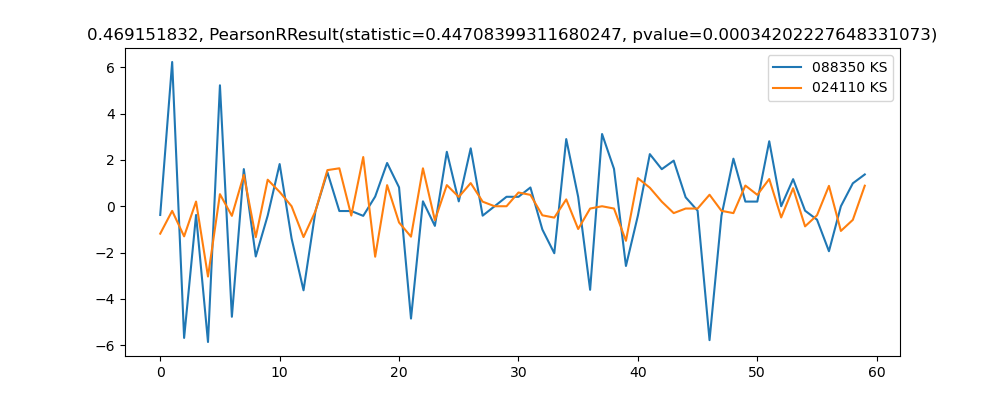 0.469151832, PearsonRResult(statistic=0.44708399311680247, pvalue=0.00034202227648331073)
088350 KS
024110 KS
6
4
2
0
−2
−4
−6
0 10 20 30 40 50 60